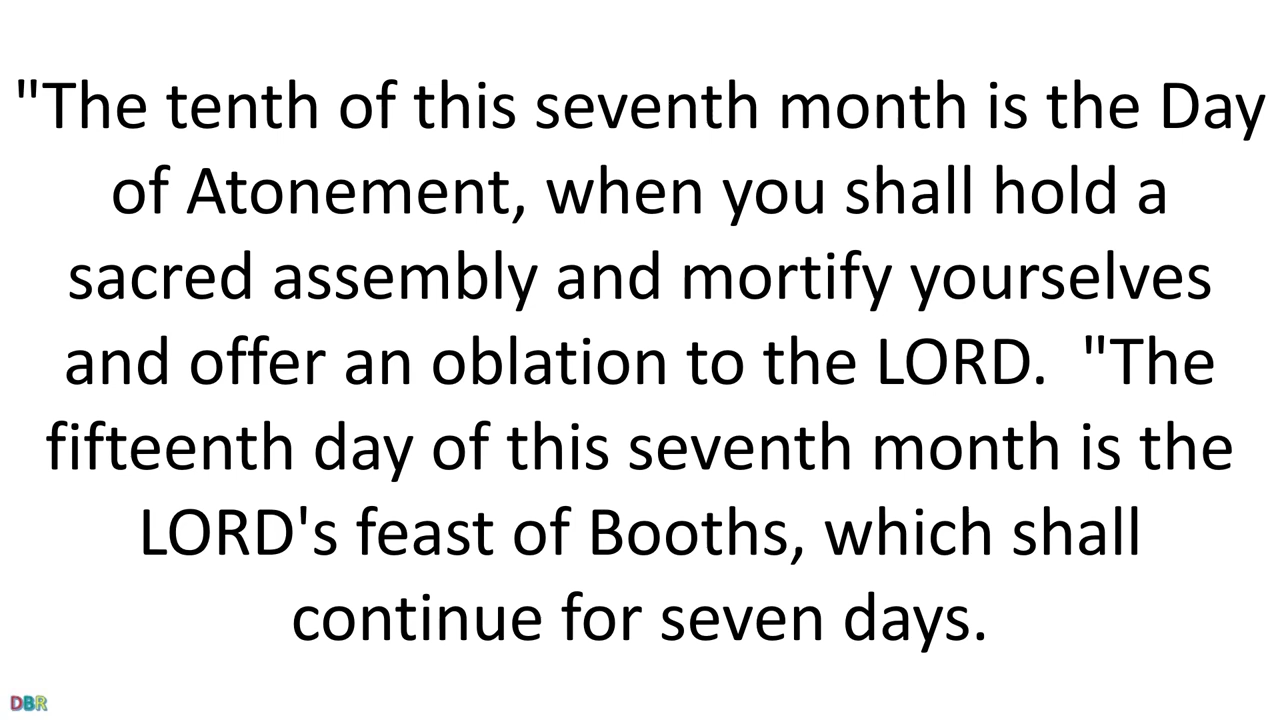 "The tenth of this seventh month is the Day
of Atonement, when you shall hold a
sacred assembly and mortify yourselves
and offer an oblation to the LORD.  "The
fifteenth day of this seventh month is the
LORD's feast of Booths, which shall
continue for seven days.
DBR